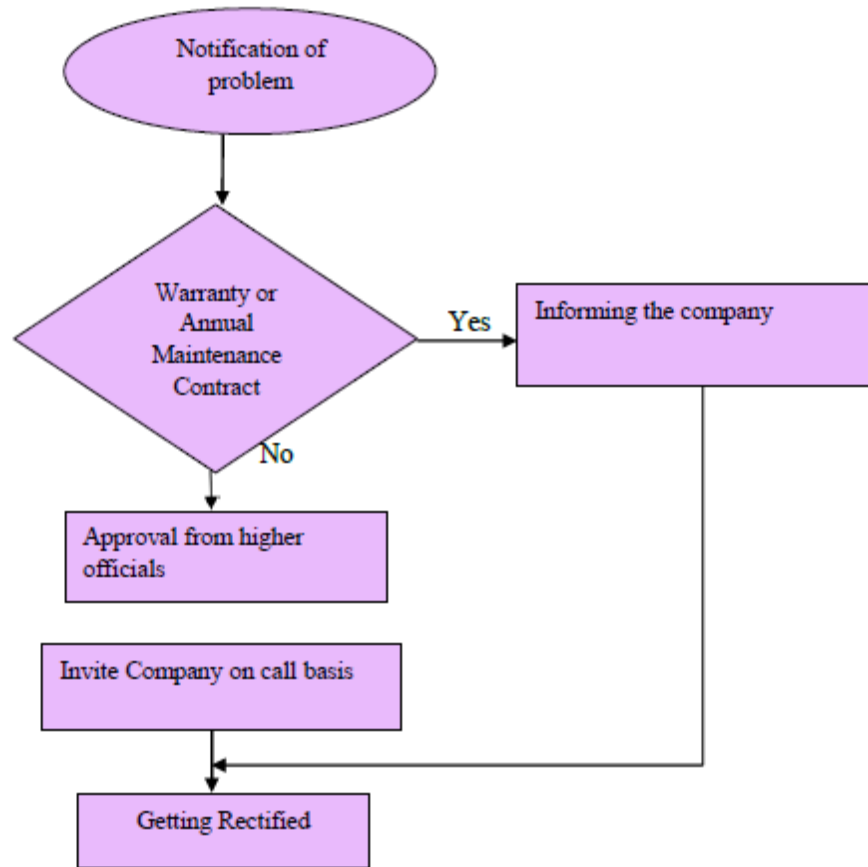 Notification of
problem
Warranty or
Annual
Maintenance
Contract
Yes
Informing the company
No
Approval from higher
officials
Invite Company on call basis
Getting Rectified